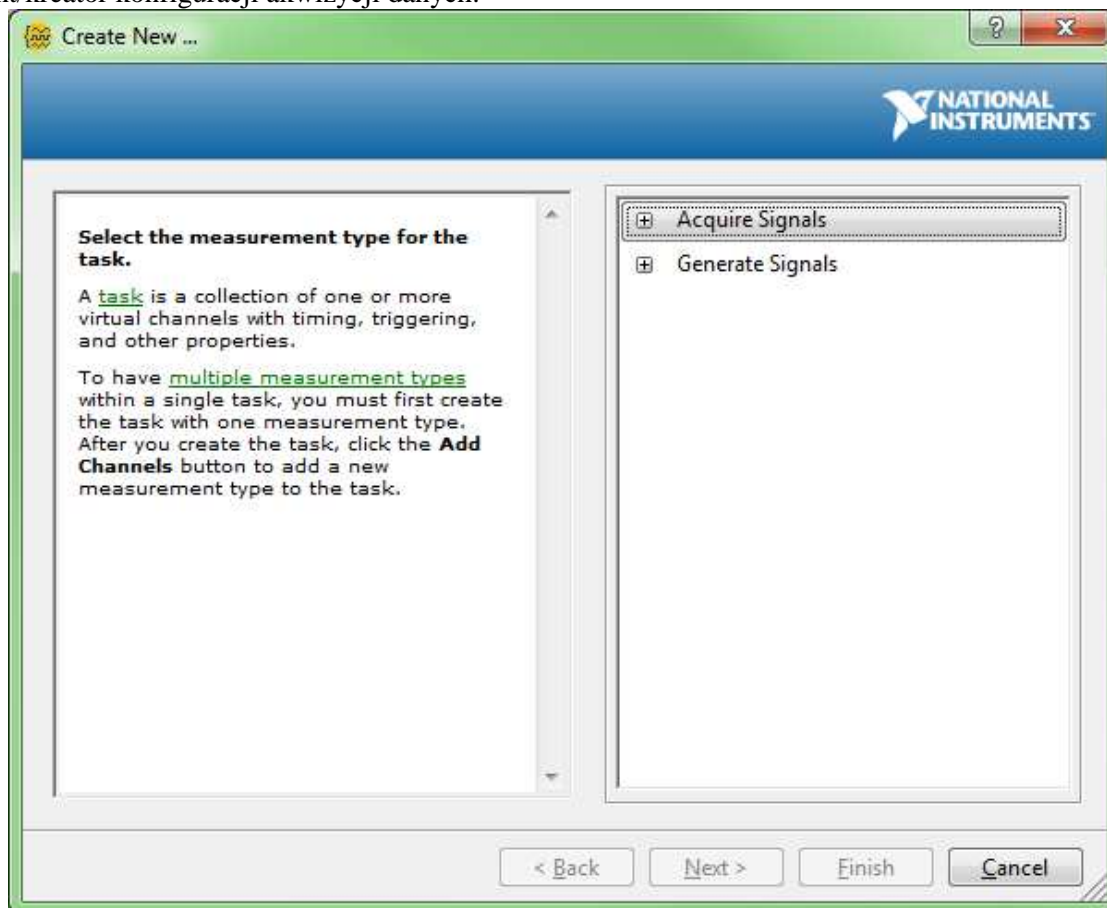 konfiguracji akwizycji danych.
Create New ...
NATIONAL
INSTRUMENTS
Select the measurement type for the
task.
A task is a collection of one or more
virtual channels with timing, triggering,
and other properties.
To have multiple measurement types
within a single task, you must first create
the task with one measurement type.
After you create the task, click the Add
Channels button to add a new
measurement type to the task.
Acquire Signals
Generate Signals
< Back
Next >
Finish
Cancel